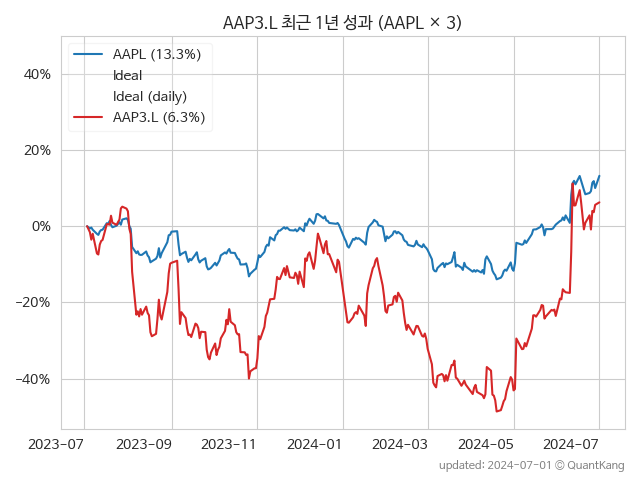 AAP3.L 최근 1년 성과 (AAPL × 3)
AAPL (13.3%)
Ideal
Ideal (daily)
AAP3.L (6.3%)
40%
20%
0%
−20%
−40%
2023-07 2023-09 2023-11 2024-01 2024-03 2024-05 2024-07
updated: 2024-07-01 © QuantKang